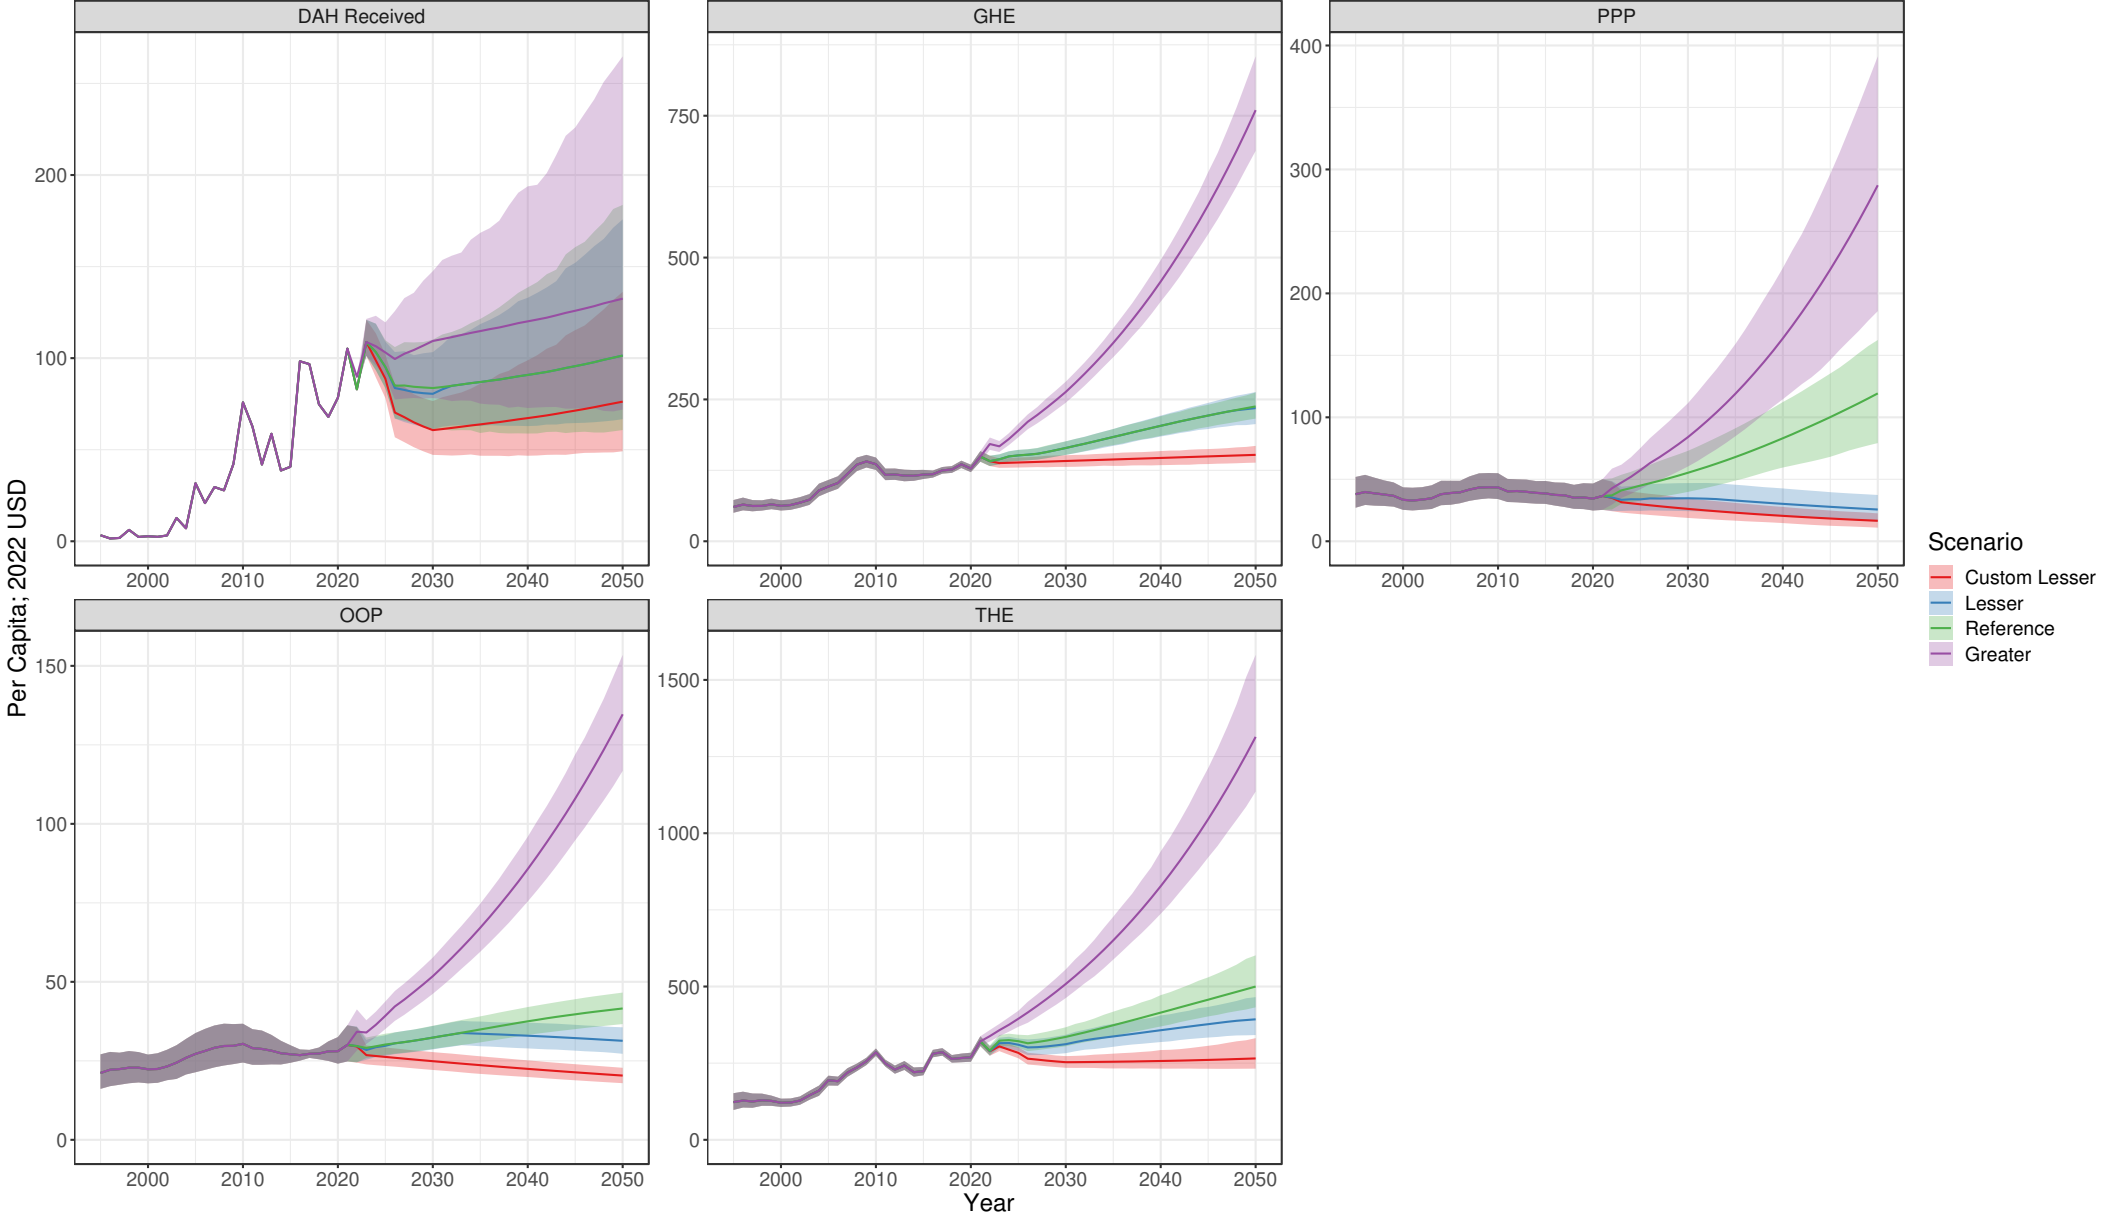 DAH Received
GHE
PPP
200
100
0
750
500
250
0
400
300
200
100
0
2000 2010 2020 2030 2040 2050
2000 2010 2020 2030 2040 2050
2000 2010 2020 2030 2040 2050
Per Capita; 2022 USD
OOP
THE
150
100
50
0
1500
1000
500
0
2000 2010 2020 2030 2040 2050
2000 2010 2020 2030 2040 2050
Year
Scenario
Custom Lesser
Lesser
Reference
Greater